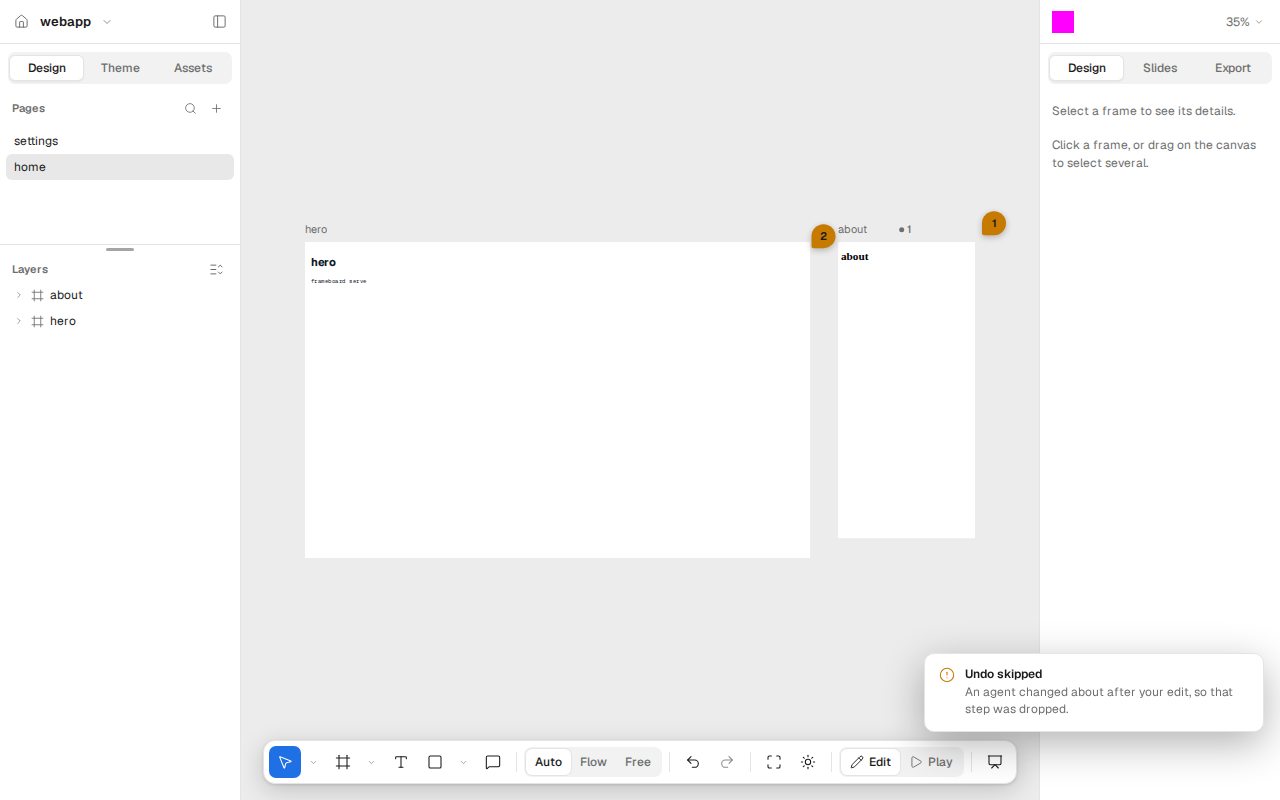 webapp
35%
Design
Theme
Assets
Design
Slides
Export
Pages
settings
home
Select a frame to see its details.
Click a frame, or drag on the canvas
to select several.
Layers
about
hero
hero
2
about
1
1
hero
frameboard serve
about
Undo skipped
An agent changed about after your edit, so that
step was dropped.
Auto
Flow
Free
Edit
Play